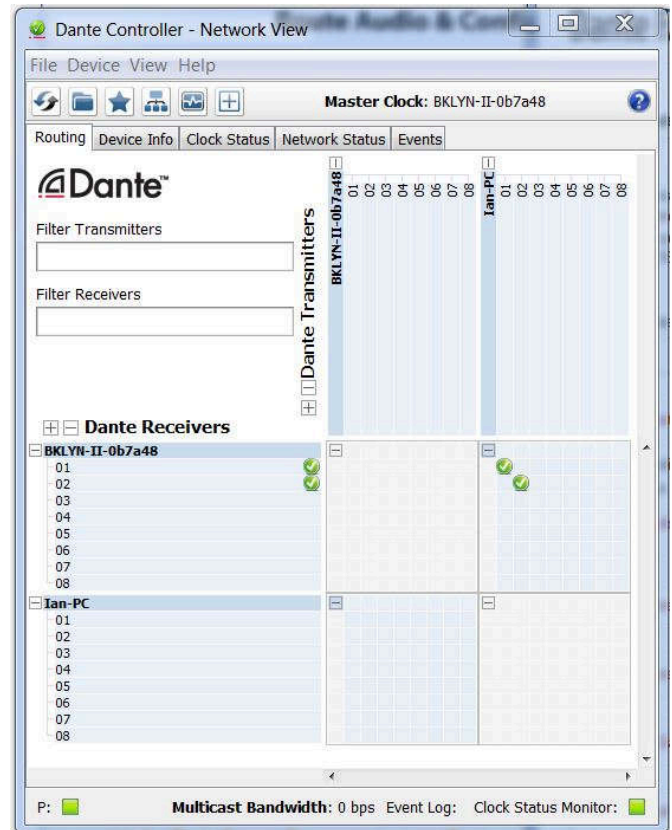 Dante Controller - Network View
File Device View Help
Master Clock: BKLYN-II-0b7a48
Routing Device Info Clock Status Network Status Events
Dante™
Filter Transmitters
Filter Receivers
Dante Transmitters
BKLYN-II-0b7a48
01 02 03 04 05 06 07 08
Ian-PC
01 02 03 04 05 06 07 08
Dante Receivers
BKLYN-II-0b7a48
01
02
03
04
05
06
07
08
Ian-PC
01
02
03
04
05
06
07
08
P: Multicast Bandwidth: 0 bps Event Log: Clock Status Monitor: